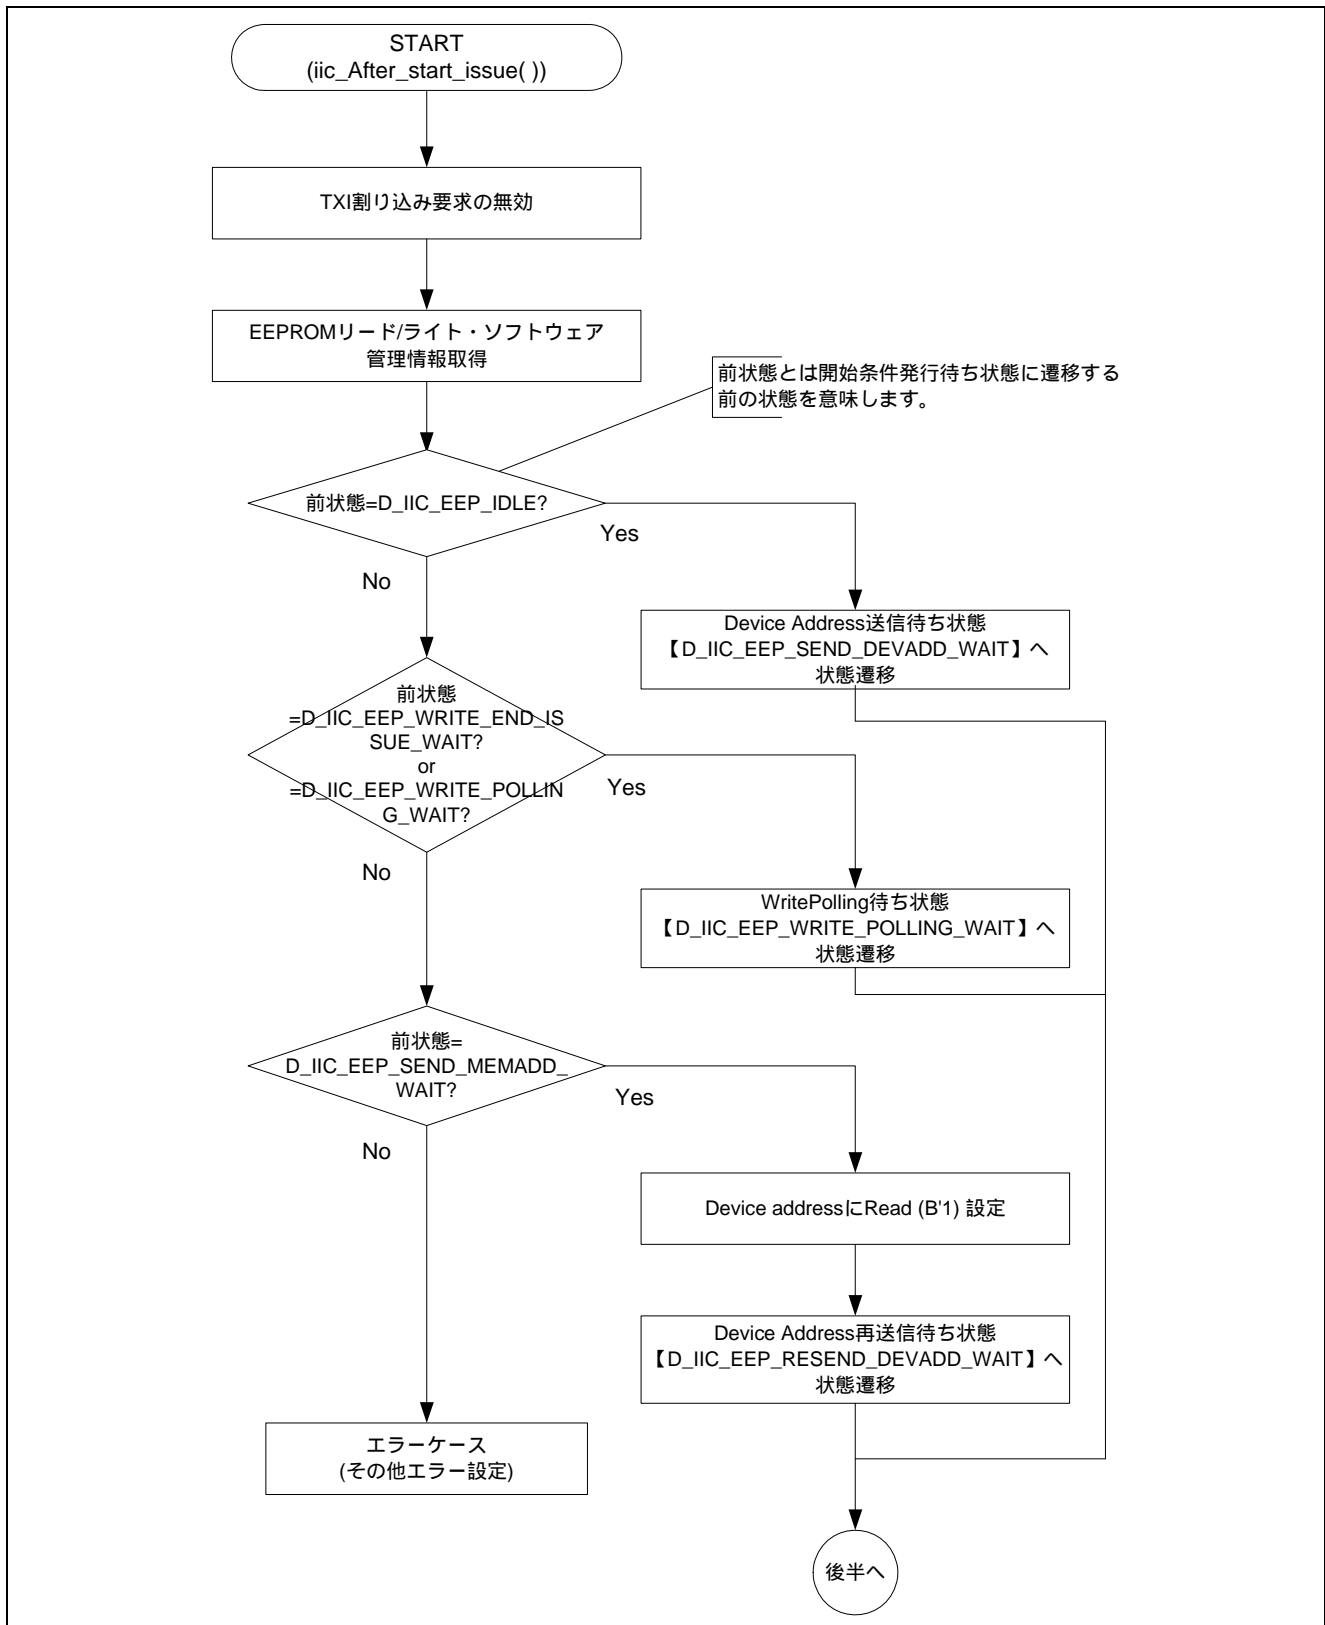 START
(iic_After_start_issue( ))
TXI割り込み要求の無効
EEPROMリード/ライト・ソフトウェア
管理情報取得
前状態とは開始条件発行待ち状態に遷移する
前の状態を意味します。
前状態=D_IIC_EEP_IDLE?
Yes
No
Device Address送信待ち状態
【D_IIC_EEP_SEND_DEVADD_WAIT】へ
状態遷移
前状態
=D_IIC_EEP_WRITE_END_IS
SUE_WAIT?
or
=D_IIC_EEP_WRITE_POLLIN
G_WAIT?
Yes
No
WritePolling待ち状態
【D_IIC_EEP_WRITE_POLLING_WAIT】へ
状態遷移
前状態=
D_IIC_EEP_SEND_MEMADD_
WAIT?
Yes
No
Device addressにRead (B'1) 設定
Device Address再送信待ち状態
【D_IIC_EEP_RESEND_DEVADD_WAIT】へ
状態遷移
エラーケース
(その他エラー設定)
後半へ